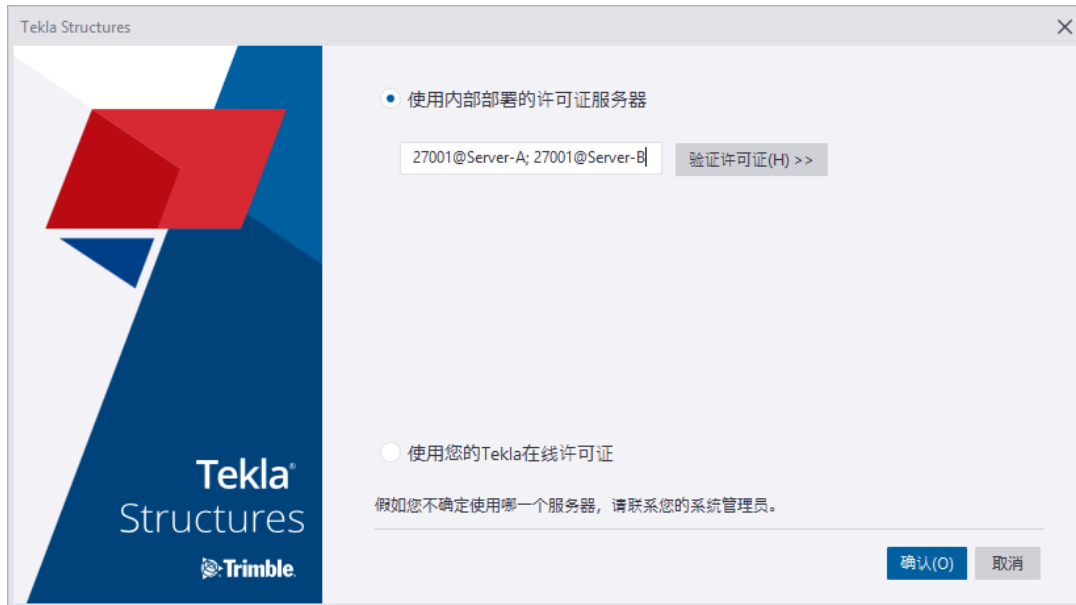 Tekla Structures
使用内部部署的许可证服务器
27001@Server-A; 27001@Server-B
验证许可证(H) >>
使用您的Tekla在线许可证
假如您不确定使用哪一个服务器，请联系您的系统管理员。
Tekla®
Structures
Trimble.
确认(O)
取消